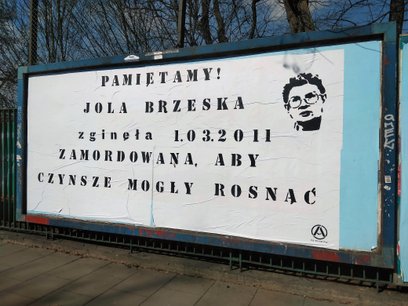 PAMIĘTAMY!
JOLA BRZESKA
zginęła 1.03.2011
ZAMORDOWANA, ABY
CZYNSZE MOGŁY ROSNĄĆ